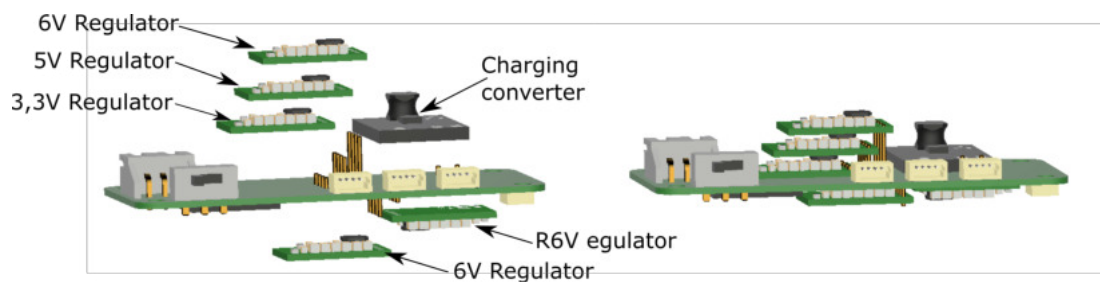 6V Regulator
5V Regulator
3,3V Regulator
Charging
converter
R6V egulator
6V Regulator